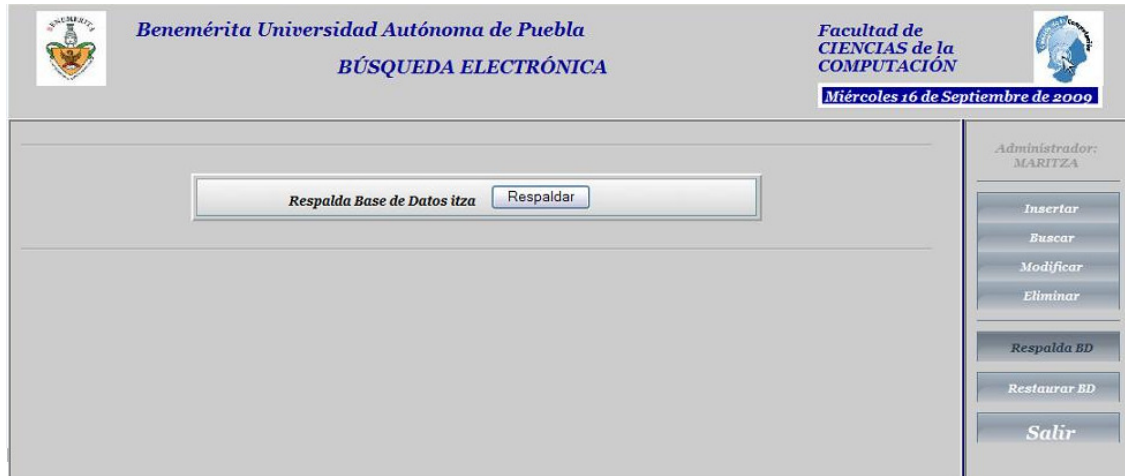 Benemérita Universidad Autónoma de Puebla
BÚSQUEDA ELECTRÓNICA
Facultad de
CIENCIAS de la
COMPUTACIÓN
Miércoles 16 de Septiembre de 2009
Respalda Base de Datos itza Respaldar
Administrador:
MARITZA
Insertar
Buscar
Modificar
Eliminar
Respalda BD
Restaurar BD
Salir